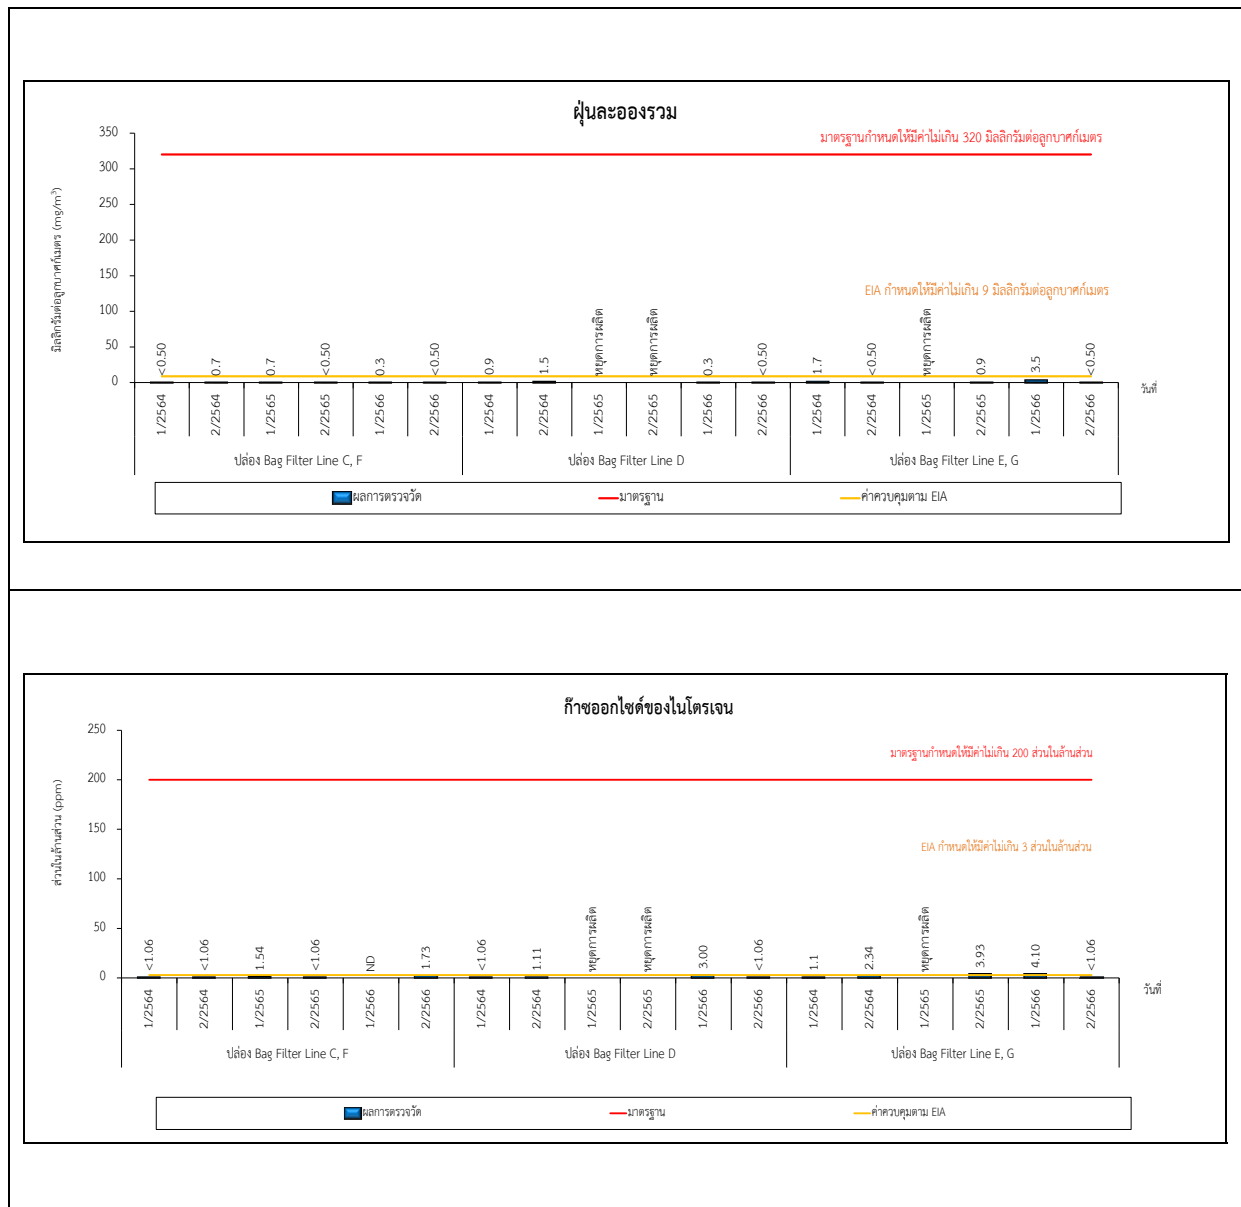 ฝุ่นละอองรวม
มาตรฐานกำหนดให้มีค่าไม่เกิน 320 มิลลิกรัมต่อลูกบาศก์เมตร
EIA กำหนดให้มีค่าไม่เกิน 9 มิลลิกรัมต่อลูกบาศก์เมตร
มิลลิกรัมต่อลูกบาศก์เมตร (mg/m³)
350
300
250
200
150
100
50
0
<0.50 0.7 0.7 <0.50 0.3 <0.50 0.9 1.5 หยุดการผลิต หยุดการผลิต 0.3 <0.50 1.7 <0.50 หยุดการผลิต 0.9 3.5 <0.50
วันที่
1/2564 2/2564 1/2565 2/2565 1/2566 2/2566 1/2564 2/2564 1/2565 2/2565 1/2566 2/2566 1/2564 2/2564 1/2565 2/2565 1/2566 2/2566
ปล่อง Bag Filter Line C, F ปล่อง Bag Filter Line D ปล่อง Bag Filter Line E, G
ผลการตรวจวัด มาตรฐาน ค่าควบคุมตาม EIA
ก๊าซออกไซด์ของไนโตรเจน
มาตรฐานกำหนดให้มีค่าไม่เกิน 200 ส่วนในล้านส่วน
EIA กำหนดให้มีค่าไม่เกิน 3 ส่วนในล้านส่วน
ส่วนในล้านส่วน (ppm)
250
200
150
100
50
0
<1.06 <1.06 1.54 <1.06 ND 1.73 <1.06 1.11 หยุดการผลิต หยุดการผลิต 3.00 <1.06 1.1 2.34 หยุดการผลิต 3.93 4.10 <1.06
วันที่
1/2564 2/2564 1/2565 2/2565 1/2566 2/2566 1/2564 2/2564 1/2565 2/2565 1/2566 2/2566 1/2564 2/2564 1/2565 2/2565 1/2566 2/2566
ปล่อง Bag Filter Line C, F ปล่อง Bag Filter Line D ปล่อง Bag Filter Line E, G
ผลการตรวจวัด มาตรฐาน ค่าควบคุมตาม EIA